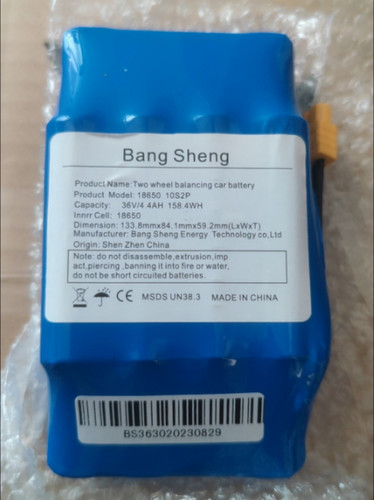 Bang Sheng
Product Name:Two wheel balancing car battery
Product Model: 18650 10S2P
Capacity: 36V/4.4AH 158.4WH
Innrr Cell: 18650
Dimension: 133.8mmx84.1mmx59.2mm(LxWxT)
Manufacturer: Bang Sheng Energy Technology co,Ltd
Origin: Shen Zhen China
Note: do not disassemble,extrusion,imp
act,piercing ,banning it into fire or water,
do not be short circuited batteries.
CE MSDS UN38.3 MADE IN CHINA
BS363020230829